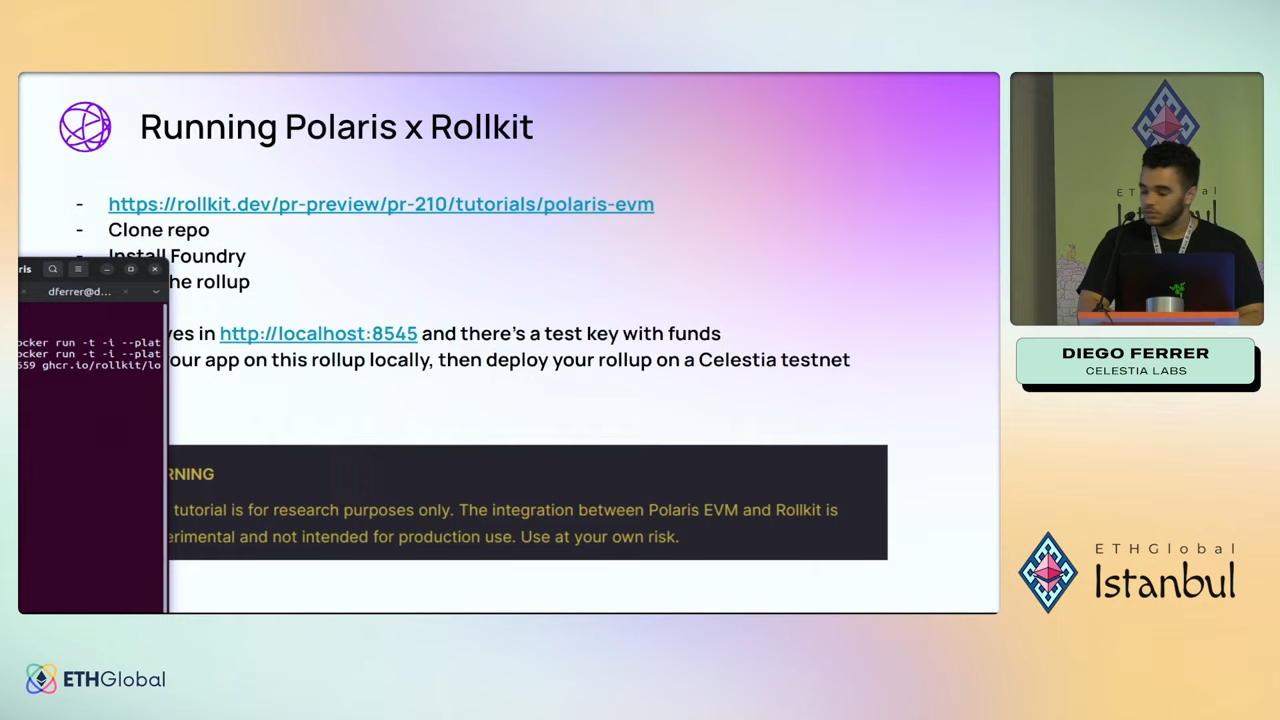 Running Polaris x Rollkit
- https://rollkit.dev/pr-preview/pr-210/tutorials/polaris-evm
- Clone repo
- Install Foundry
he rollup
ves in http://localhost:8545 and there's a test key with funds
our app on this rollup locally, then deploy your rollup on a Celestia testnet
RNING
tutorial is for research purposes only. The integration between Polaris EVM and Rollkit is
erimental and not intended for production use. Use at your own risk.
ris
dferrer@d...
ocker run -t -i --plat
ocker run -t -i --plat
659 ghcr.io/rollkit/lo
DIEGO FERRER
CELESTIA LABS
ETHGlobal
Istanbul
ETHGlobal